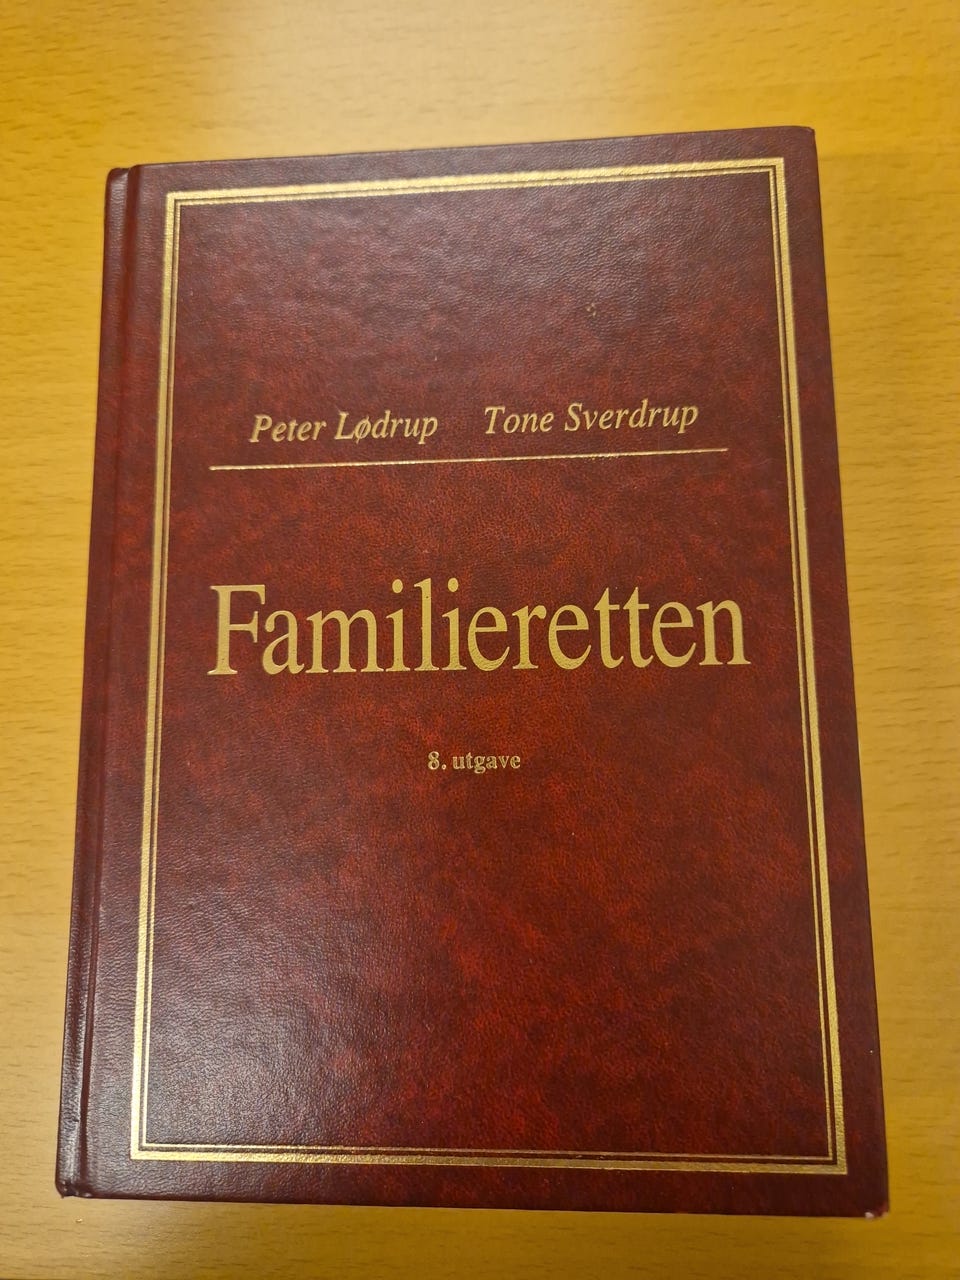 Peter Lødrup Tone Sverdrup
Familieretten
8. utgave